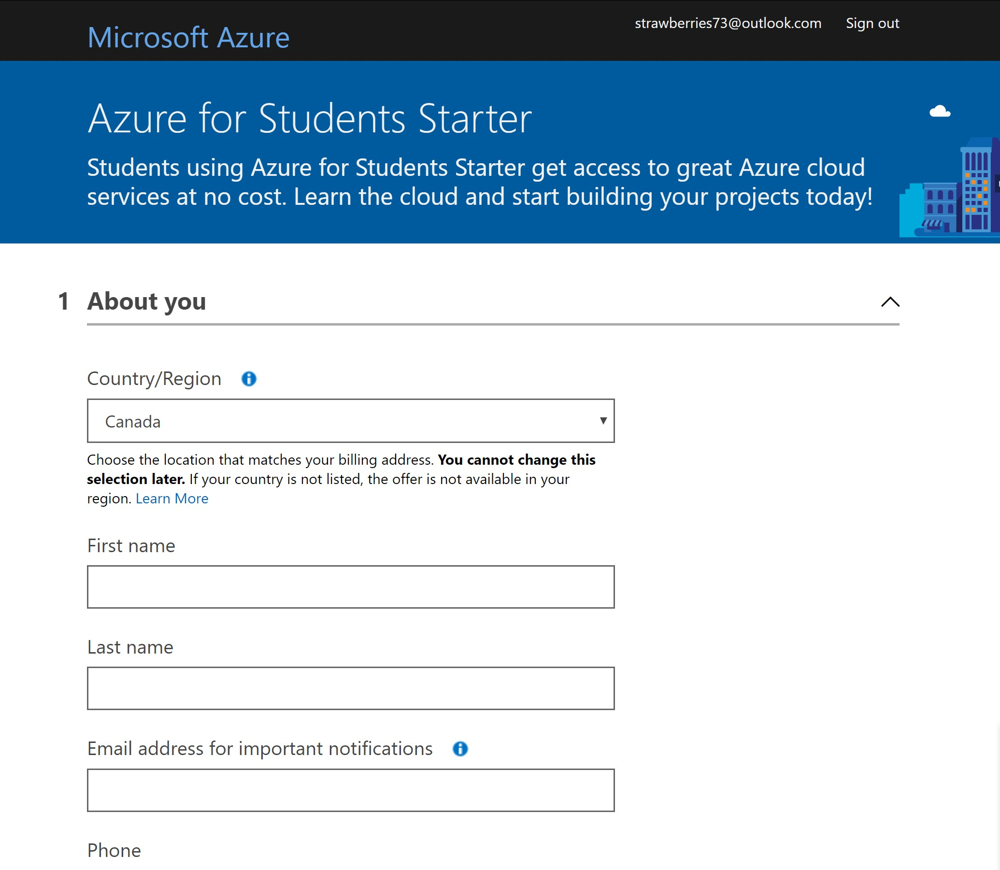 Microsoft Azure
strawberries73@outlook.com Sign out
Azure for Students Starter
Students using Azure for Students Starter get access to great Azure cloud
services at no cost. Learn the cloud and start building your projects today!
1 About you
Country/Region
Canada
Choose the location that matches your billing address. You cannot change this
selection later. If your country is not listed, the offer is not available in your
region. Learn More
First name
Last name
Email address for important notifications
Phone